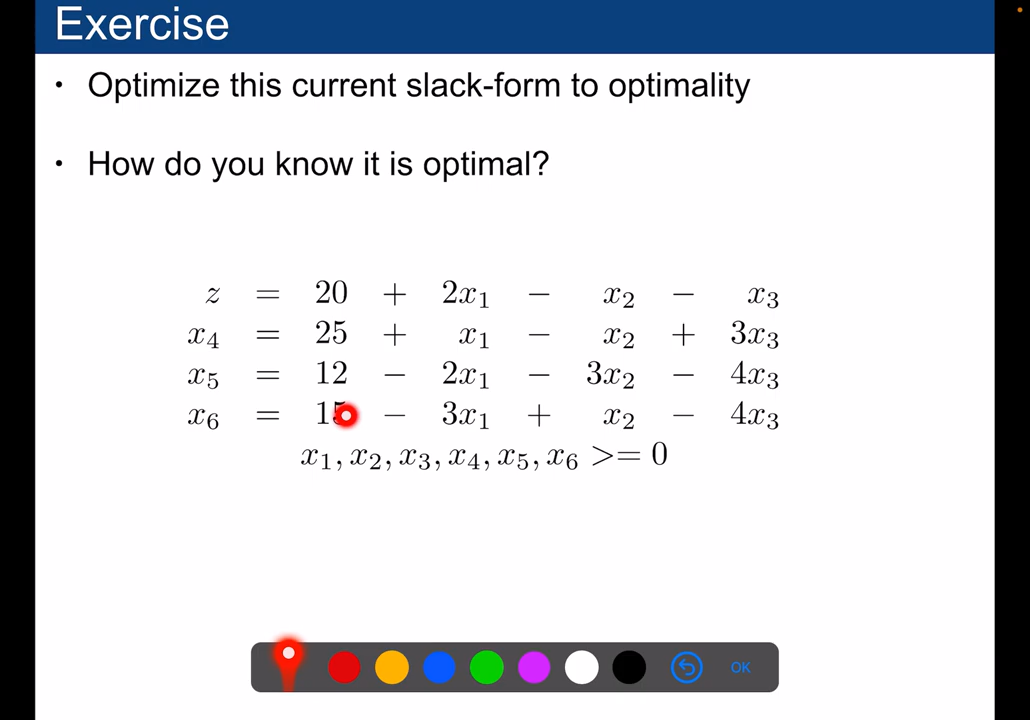 Exercise
• Optimize this current slack-form to optimality
• How do you know it is optimal?
z = 20 + 2x₁ − x₂ − x₃
x₄ = 25 + x₁ − x₂ + 3x₃
x₅ = 12 − 2x₁ − 3x₂ − 4x₃
x₆ = 15 − 3x₁ + x₂ − 4x₃
x₁, x₂, x₃, x₄, x₅, x₆ >= 0
OK